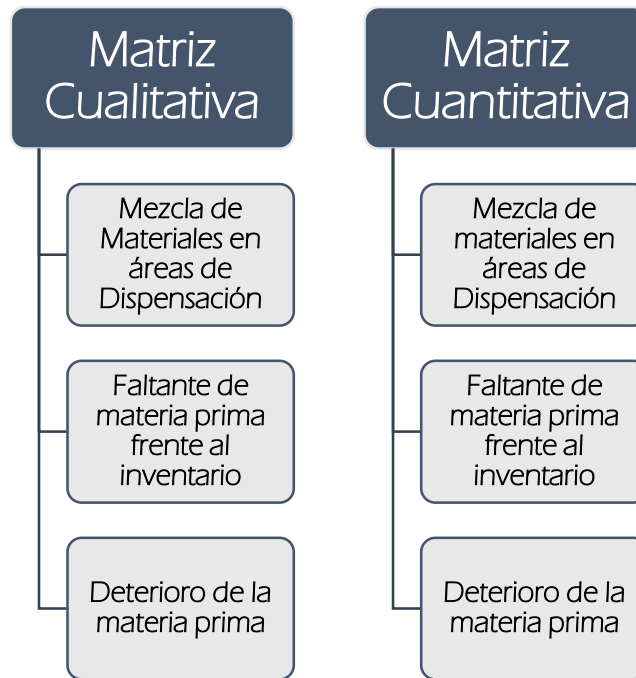 Matriz
Cualitativa
Mezcla de
Materiales en
áreas de
Dispensación
Faltante de
materia prima
frente al
inventario
Deterioro de la
materia prima
Matriz
Cuantitativa
Mezcla de
materiales en
áreas de
Dispensación
Faltante de
materia prima
frente al
inventario
Deterioro de la
materia prima